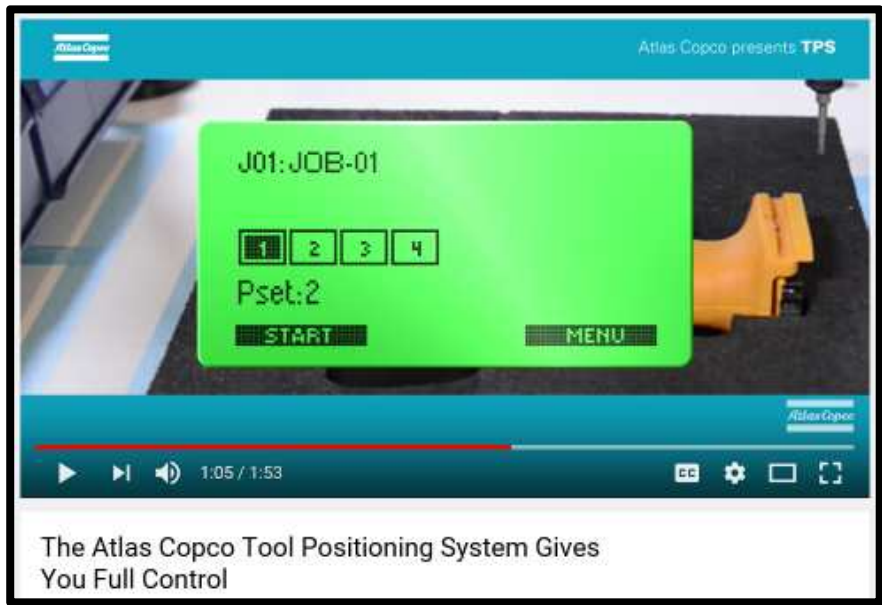 Atlas Copco
Atlas Copco presents TPS
J01:JOB-01
1 2 3 4
Pset:2
START MENU
Atlas Copco
1:05 / 1:53
CC
The Atlas Copco Tool Positioning System Gives
You Full Control